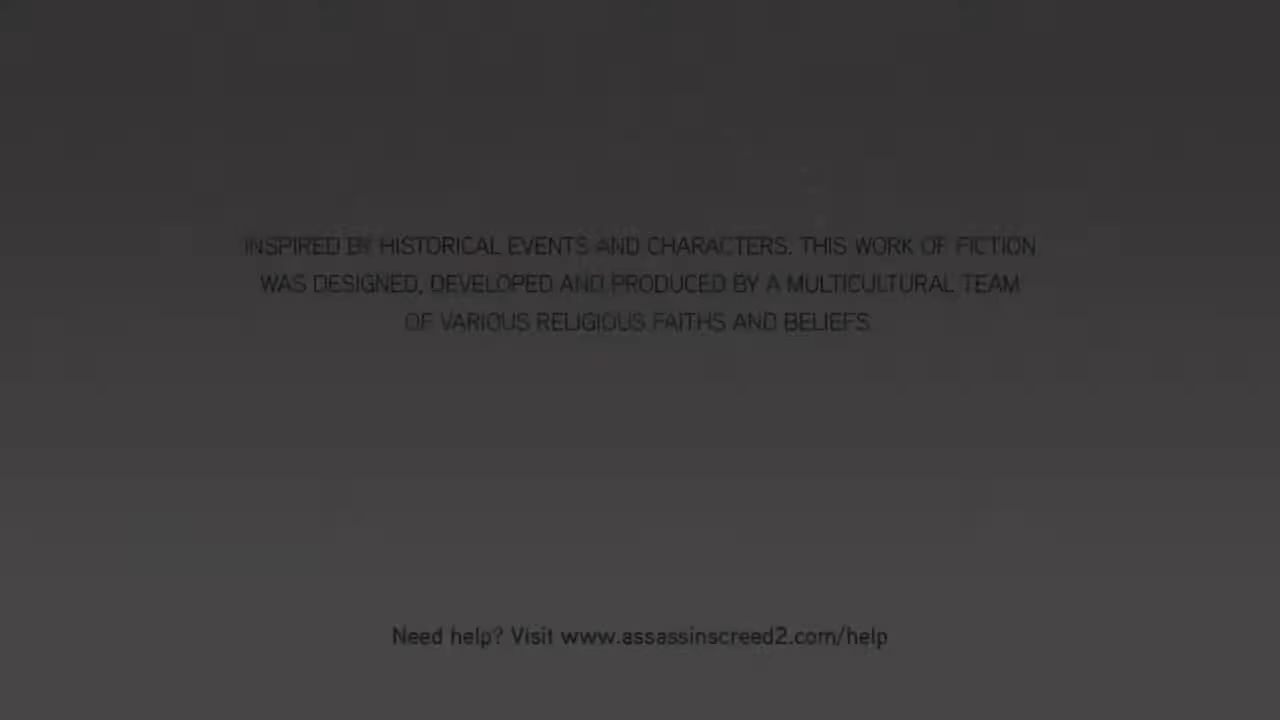 INSPIRED BY HISTORICAL EVENTS AND CHARACTERS. THIS WORK OF FICTION
WAS DESIGNED, DEVELOPED AND PRODUCED BY A MULTICULTURAL TEAM
OF VARIOUS RELIGIOUS FAITHS AND BELIEFS
Need help? Visit www.assassinscreed2.com/help